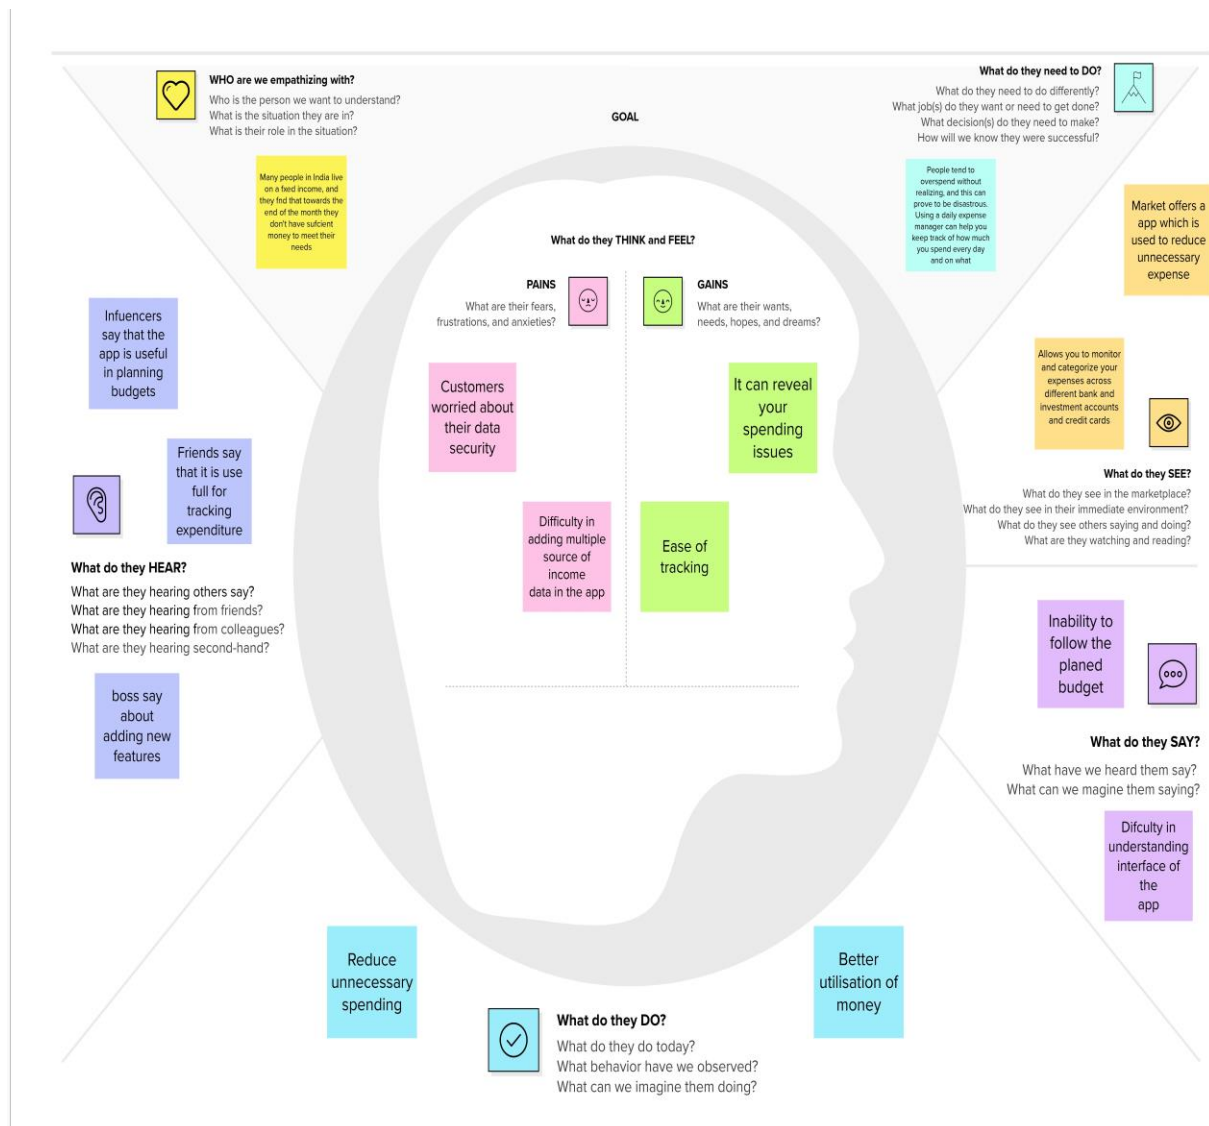 WHO are we empathizing with?
Who is the person we want to understand?
What is the situation they are in?
What is their role in the situation?
Many people in India live
on a fxed income, and
they fnd that towards the
end of the month they
don't have sufcient
money to meet their
needs
GOAL
What do they need to DO?
What do they need to do differently?
What job(s) do they want or need to get done?
What decision(s) do they need to make?
How will we know they were successful?
People tend to
overspend without
realizing, and this can
prove to be disastrous.
Using a daily expense
manager can help you
keep track of how much
you spend every day
and on what
Market offers a
app which is
used to reduce
unnecessary
expense
Allows you to monitor
and categorize your
expenses across
different bank and
investment accounts
and credit cards
What do they SEE?
What do they see in the marketplace?
What do they see in their immediate environment?
What do they see others saying and doing?
What are they watching and reading?
What do they THINK and FEEL?
PAINS
What are their fears,
frustrations, and anxieties?
Customers
worried about
their data
security
Difficulty in
adding multiple
source of
income
data in the app
GAINS
What are their wants,
needs, hopes, and dreams?
It can reveal
your
spending
issues
Ease of
tracking
Infuencers
say that the
app is useful
in planning
budgets
Friends say
that it is use
full for
tracking
expenditure
What do they HEAR?
What are they hearing others say?
What are they hearing from friends?
What are they hearing from colleagues?
What are they hearing second-hand?
boss say
about
adding new
features
Inability to
follow the
planed
budget
What do they SAY?
What have we heard them say?
What can we magine them saying?
Difculty in
understanding
interface of
the
app
Reduce
unnecessary
spending
What do they DO?
What do they do today?
What behavior have we observed?
What can we imagine them doing?
Better
utilisation of
money